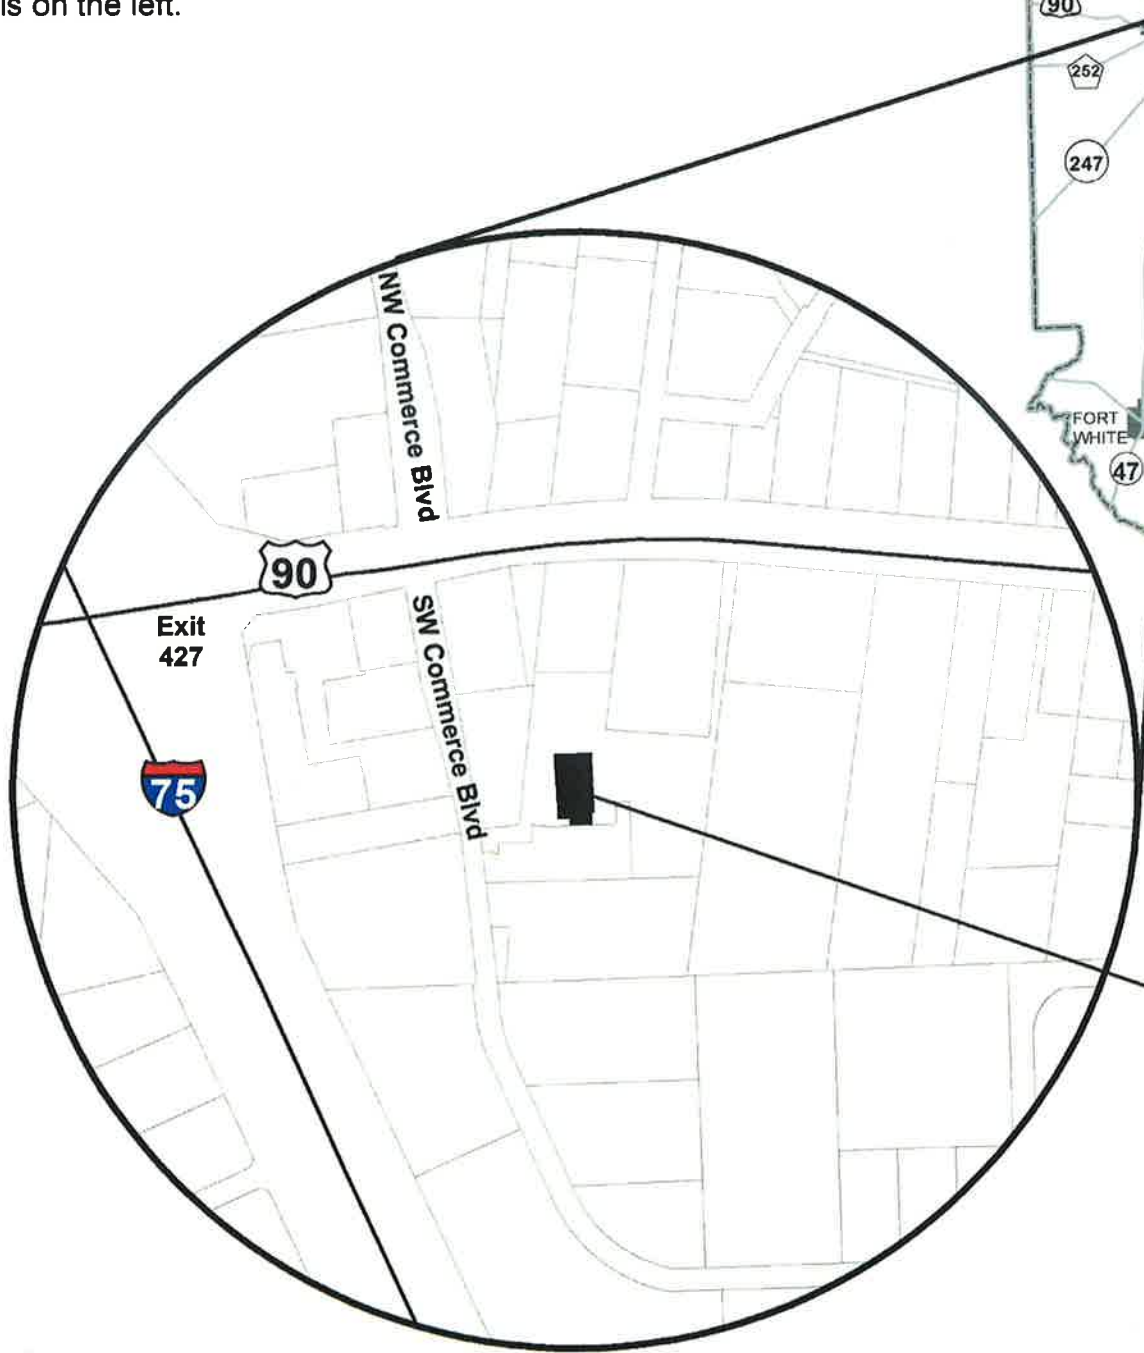 is on the left.
90
252
247
NW Commerce Blvd
FORT
WHITE
47
90
Exit
427
SW Commerce Blvd
75